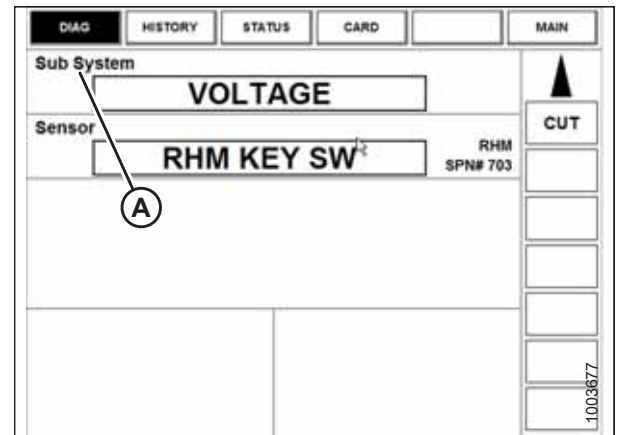 DIAG HISTORY STATUS CARD MAIN
Sub System
VOLTAGE
CUT
Sensor
RHM KEY SW
RHM
SPN# 703
A
1003677